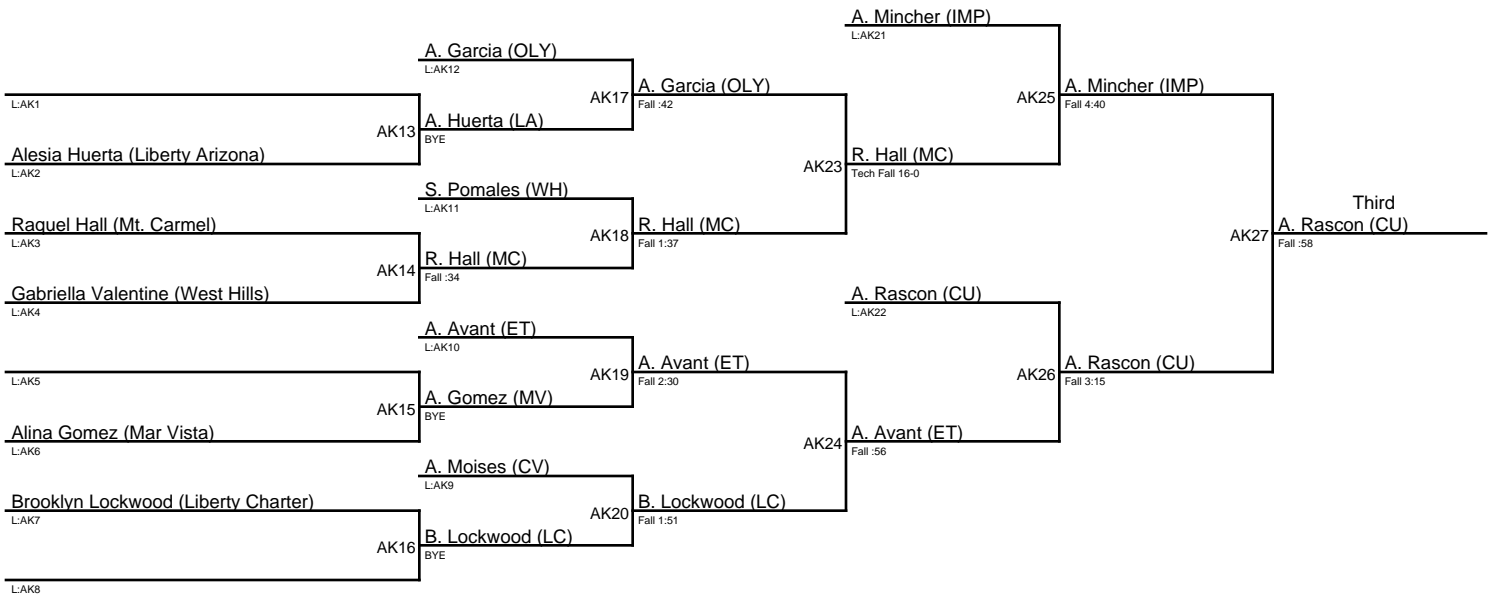 A. Mincher (IMP)
L:AK21
A. Garcia (OLY)
L:AK12
A. Garcia (OLY)
AK17
Fall :42
A. Mincher (IMP)
AK25
Fall 4:40
L:AK1
A. Huerta (LA)
AK13
BYE
Alesia Huerta (Liberty Arizona)
L:AK2
R. Hall (MC)
AK23
Tech Fall 16-0
S. Pomales (WH)
L:AK11
Third
Raquel Hall (Mt. Carmel)
L:AK3
R. Hall (MC)
AK18
Fall 1:37
A. Rascon (CU)
AK27
Fall :58
R. Hall (MC)
AK14
Fall :34
Gabriella Valentine (West Hills)
L:AK4
A. Rascon (CU)
L:AK22
A. Avant (ET)
L:AK10
A. Avant (ET)
AK19
Fall 2:30
A. Rascon (CU)
AK26
Fall 3:15
L:AK5
A. Gomez (MV)
AK15
BYE
Alina Gomez (Mar Vista)
L:AK6
A. Avant (ET)
AK24
Fall :56
A. Moises (CV)
L:AK9
Brooklyn Lockwood (Liberty Charter)
L:AK7
B. Lockwood (LC)
AK20
Fall 1:51
B. Lockwood (LC)
AK16
BYE
L:AK8